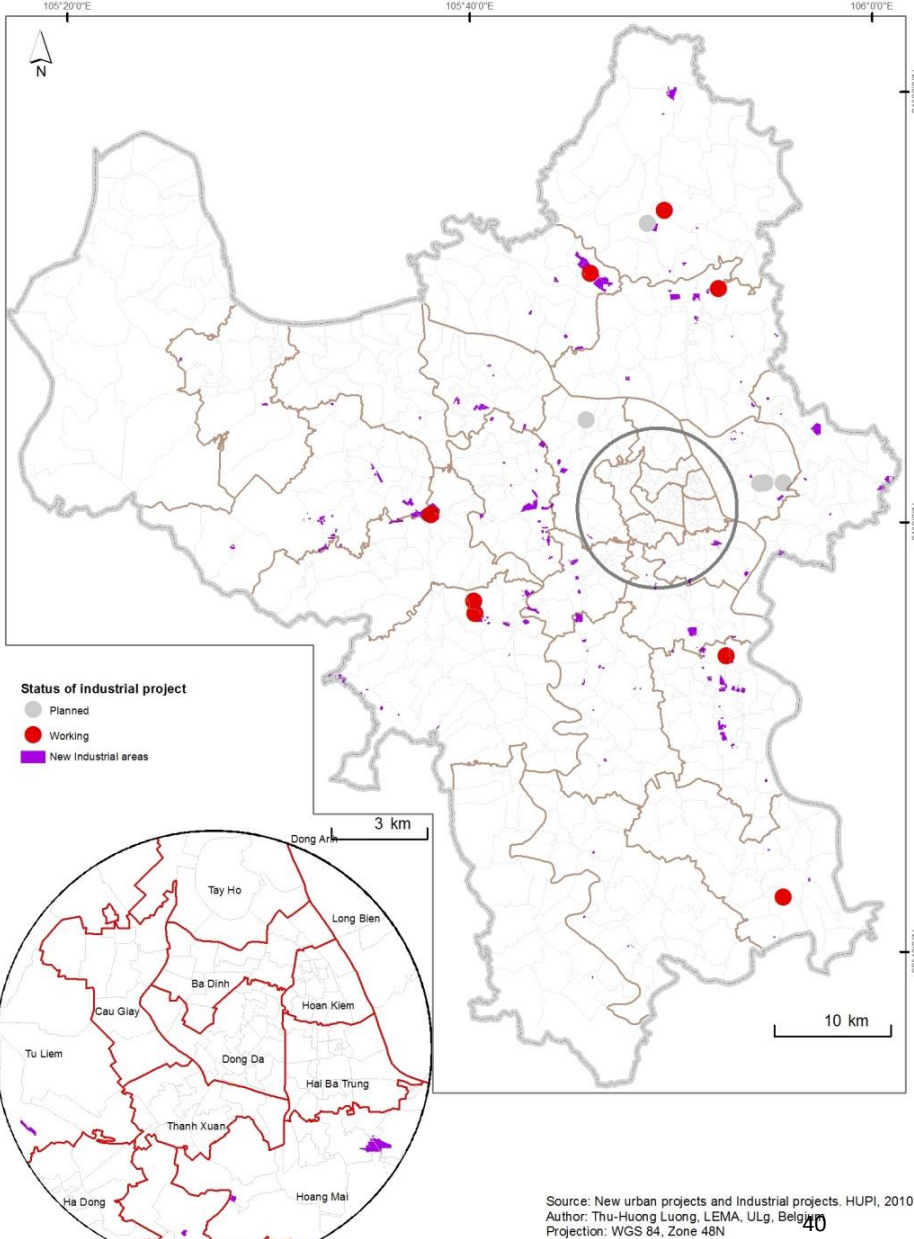 105°20'0"E
105°40'0"E
106°0'0"E
N
Status of industrial project
Planned
Working
New Industrial areas
3 km
10 km
Dong Anh
Tay Ho
Long Bien
Ba Dinh
Hoan Kiem
Cau Giay
Tu Liem
Dong Da
Hai Ba Trung
Thanh Xuan
Ha Dong
Hoang Mai
Source: New urban projects and Industrial projects. HUPI, 2010
Author: Thu-Huong Luong, LEMA, ULg, Belgium
Projection: WGS 84, Zone 48N
40